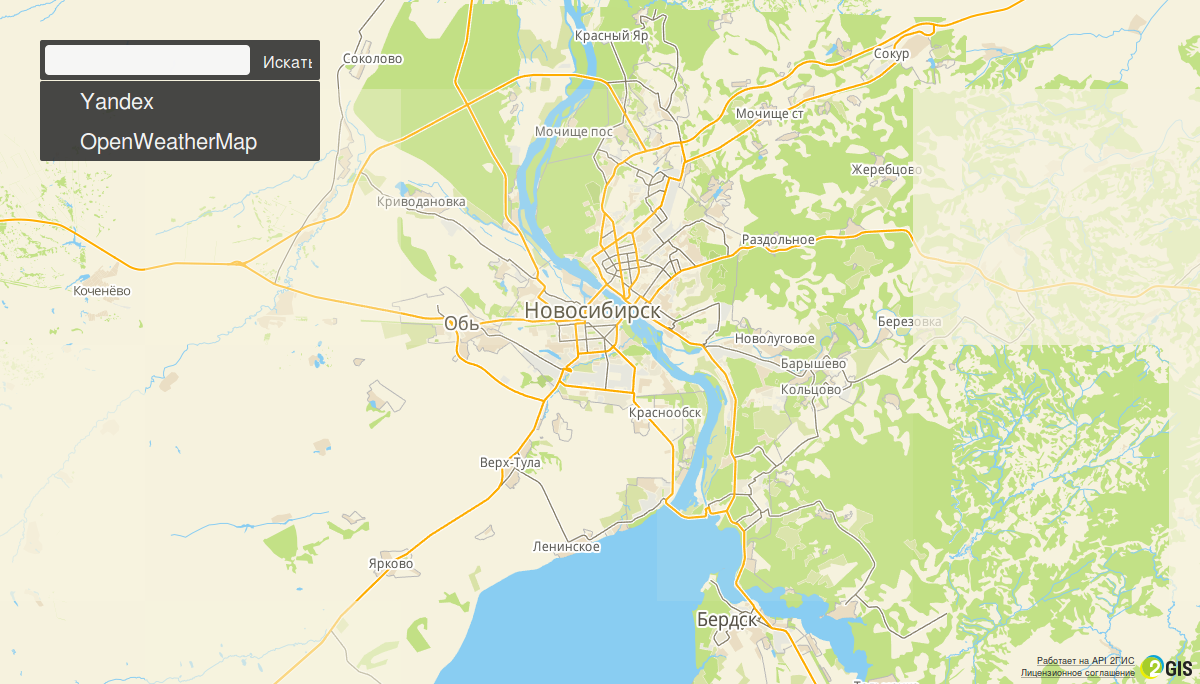 Искать
Yandex
OpenWeatherMap
Красный Яр
Соколово
Сокур
Мочище ст
Мочище пос
Жеребцово
Криводановка
Раздольное
Коченёво
Новосибирск
Обь
Березовка
Новолуговое
Барышево
Кольцово
Краснообск
Верх-Тула
Ленинское
Ярково
Бердск
Работает на API 2ГИС
Лицензионное соглашение
2GIS